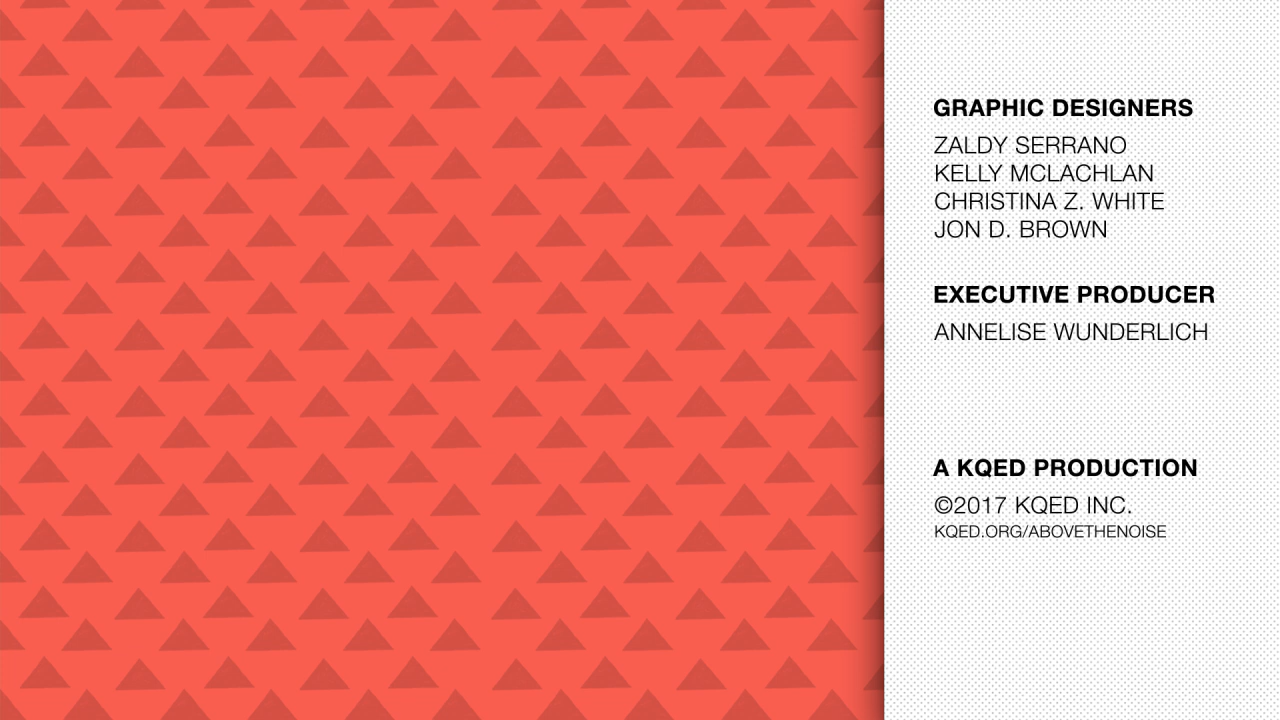 GRAPHIC DESIGNERS
ZALDY SERRANO
KELLY MCLACHLAN
CHRISTINA Z. WHITE
JON D. BROWN
EXECUTIVE PRODUCER
ANNELISE WUNDERLICH
A KQED PRODUCTION
©2017 KQED INC.
KQED.ORG/ABOVETHENOISE